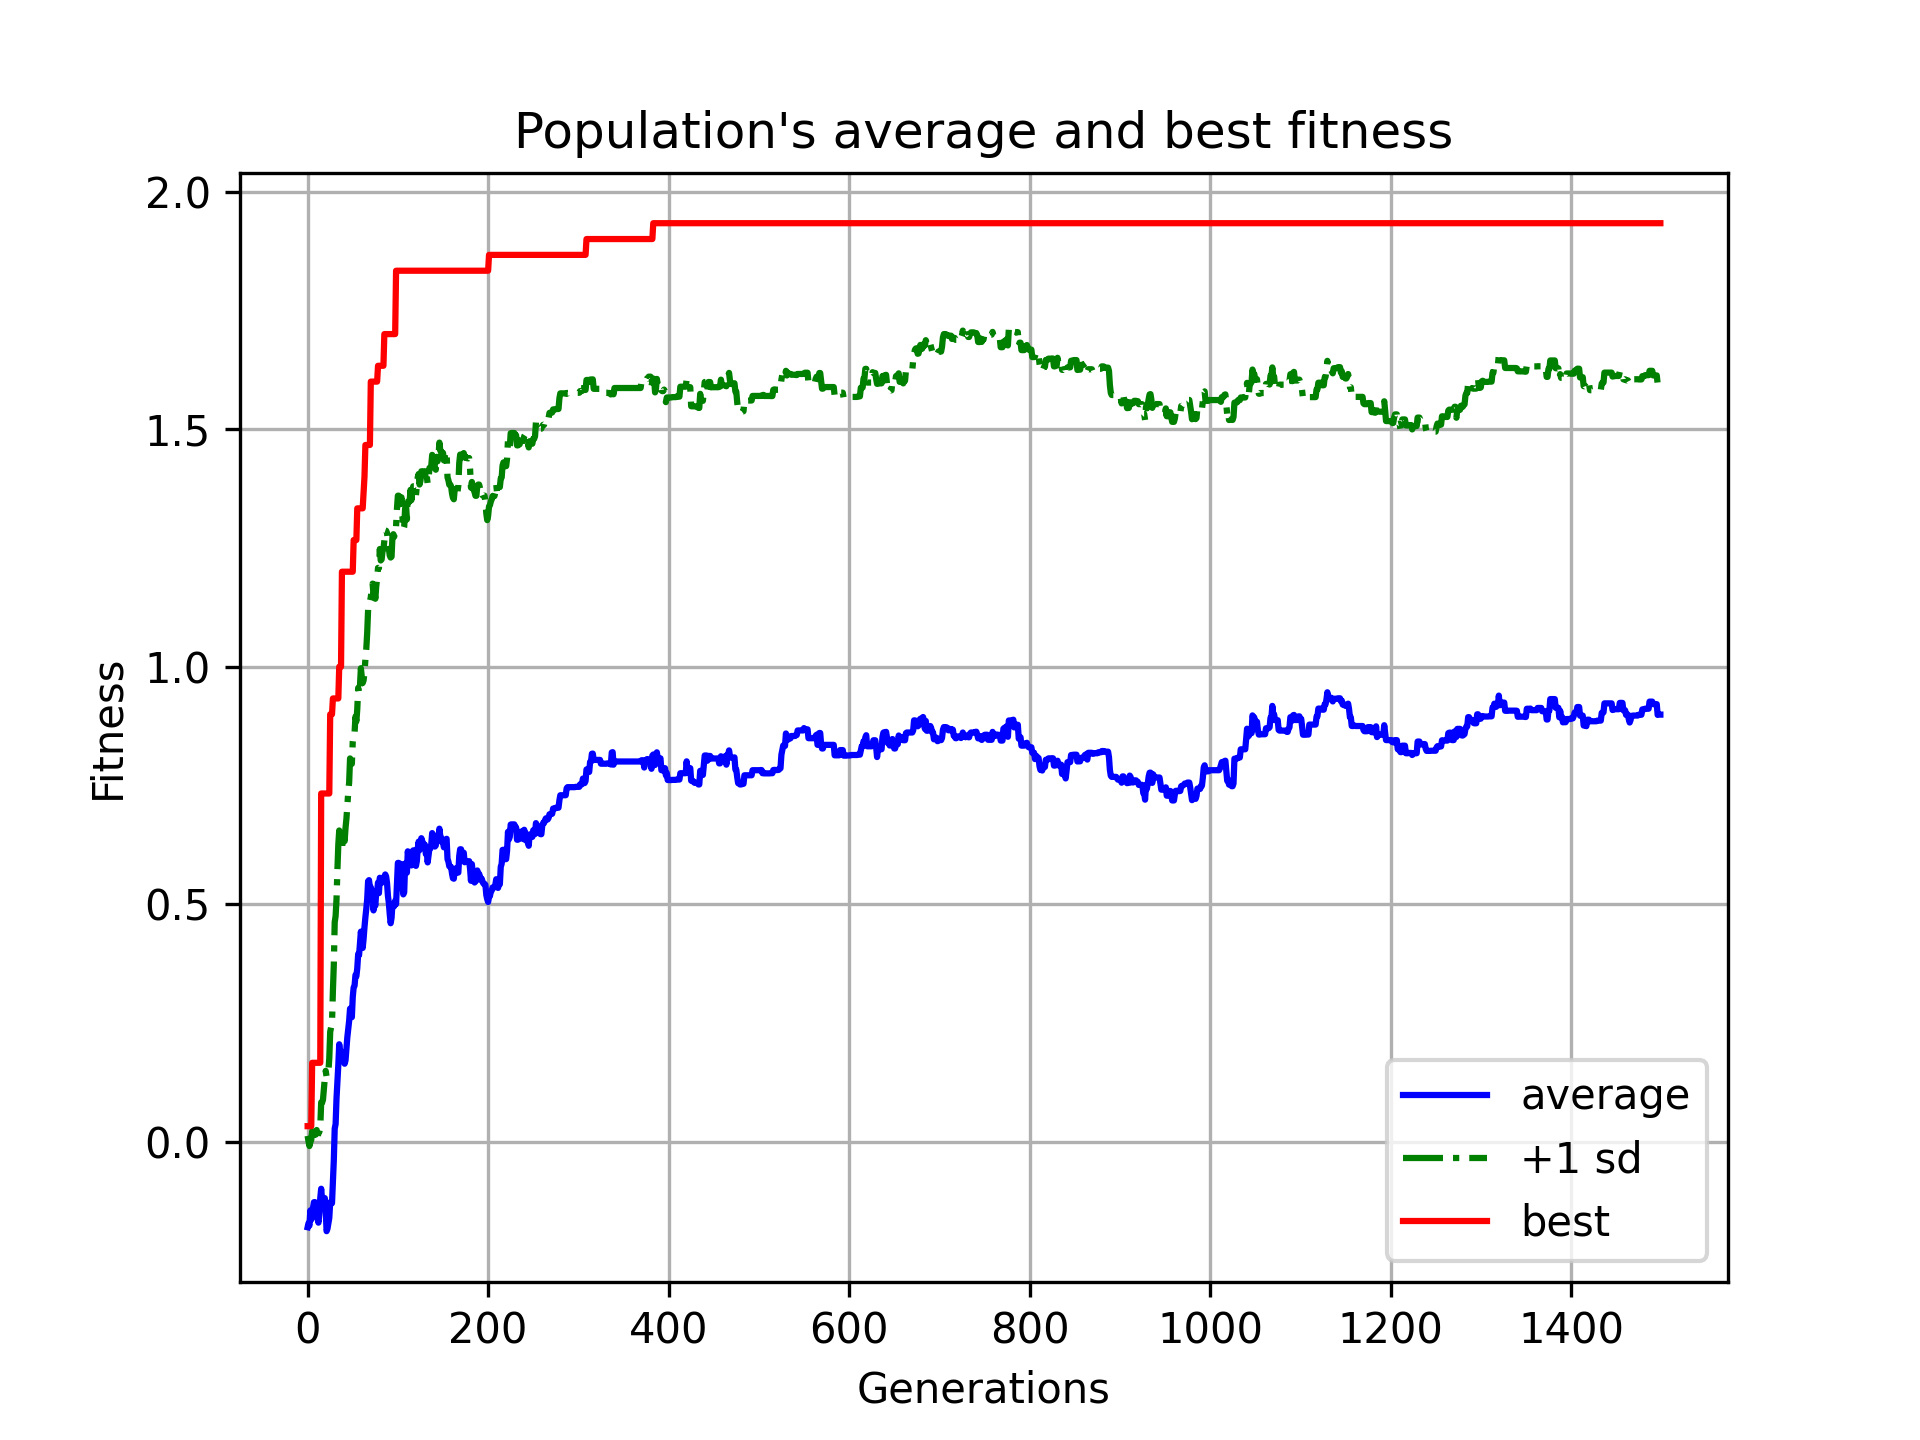 Population's average and best fitness
2.0
1.5
1.0
0.5
0.0
Fitness
0 200 400 600 800 1000 1200 1400
Generations
average
+1 sd
best